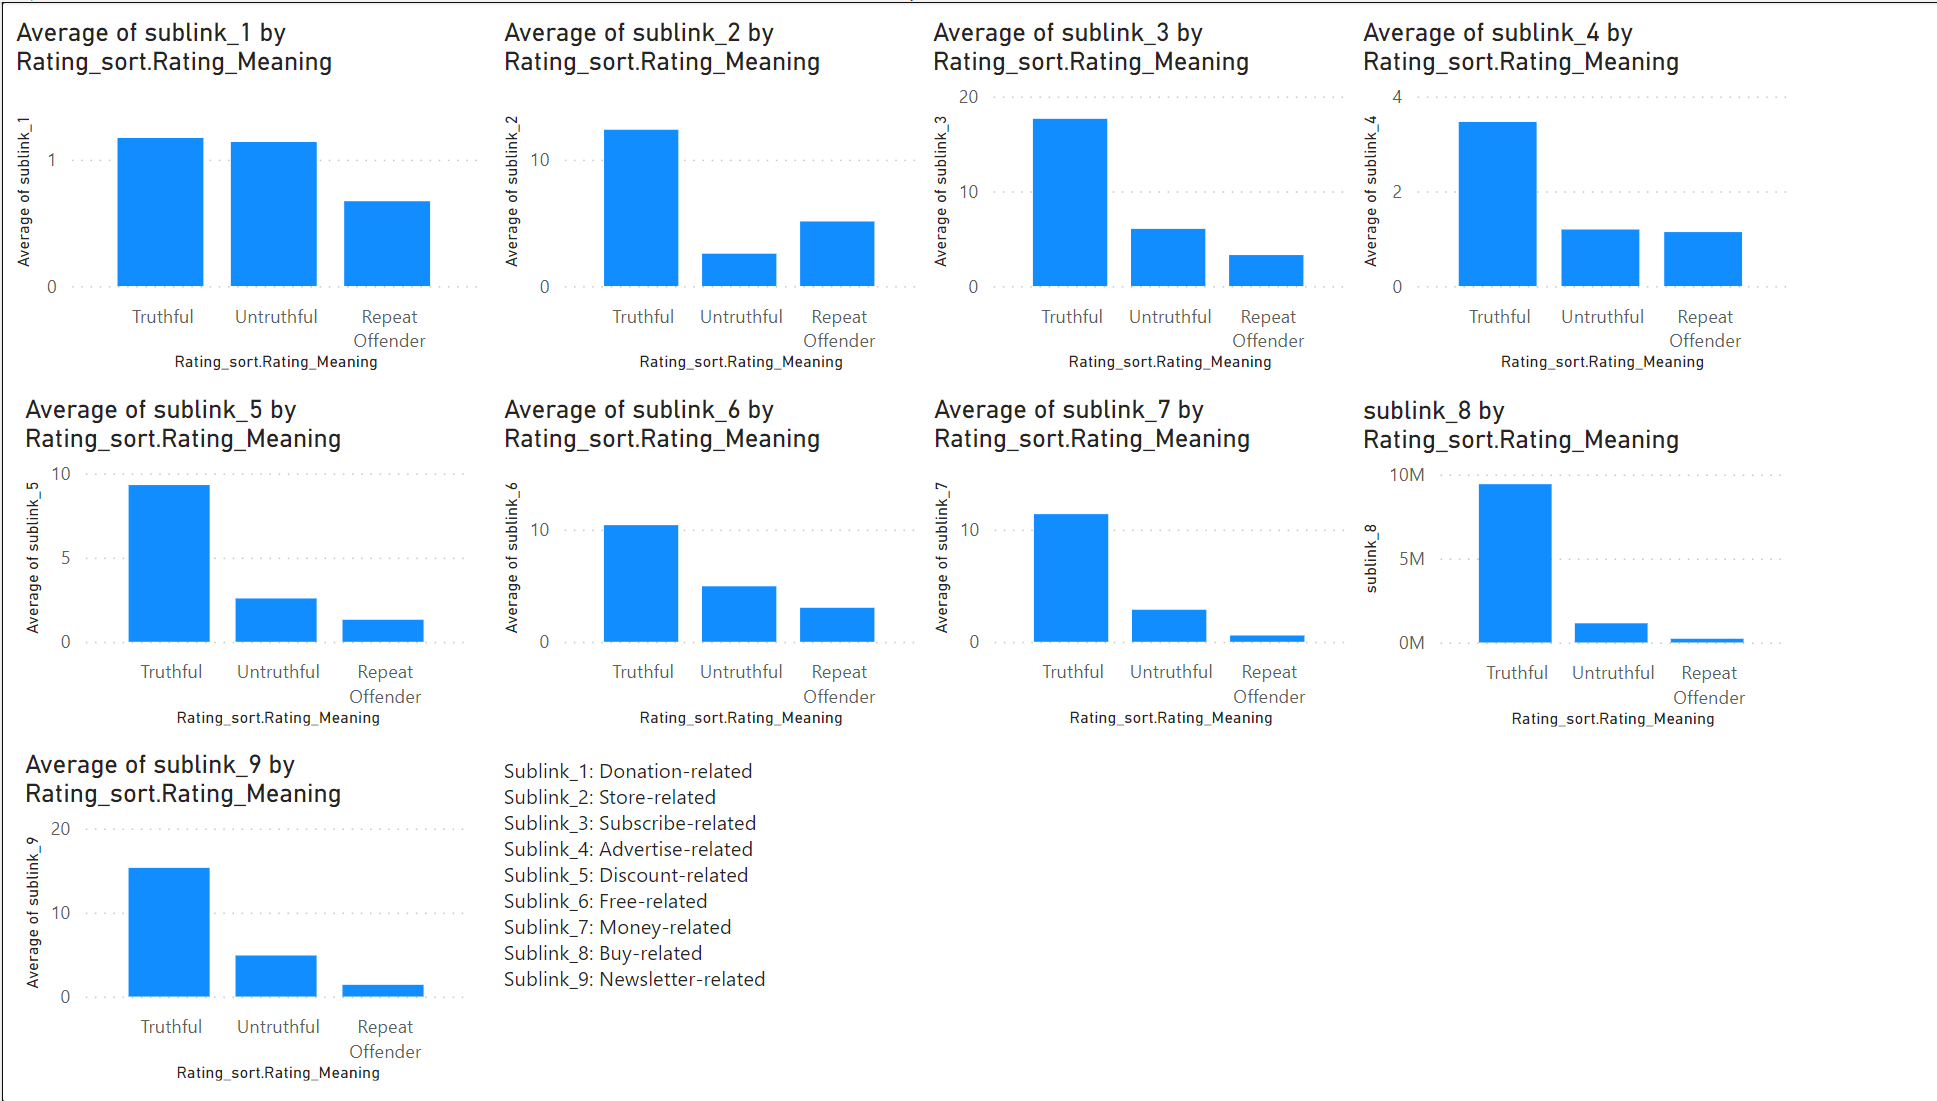 Average of sublink_1 by
Rating_sort.Rating_Meaning
Average of sublink_1
1
0
Truthful
Untruthful
Repeat
Offender
Rating_sort.Rating_Meaning
Average of sublink_2 by
Rating_sort.Rating_Meaning
Average of sublink_2
10
0
Truthful
Untruthful
Repeat
Offender
Rating_sort.Rating_Meaning
Average of sublink_3 by
Rating_sort.Rating_Meaning
Average of sublink_3
20
10
0
Truthful
Untruthful
Repeat
Offender
Rating_sort.Rating_Meaning
Average of sublink_4 by
Rating_sort.Rating_Meaning
Average of sublink_4
4
2
0
Truthful
Untruthful
Repeat
Offender
Rating_sort.Rating_Meaning
Average of sublink_5 by
Rating_sort.Rating_Meaning
Average of sublink_5
10
5
0
Truthful
Untruthful
Repeat
Offender
Rating_sort.Rating_Meaning
Average of sublink_6 by
Rating_sort.Rating_Meaning
Average of sublink_6
10
0
Truthful
Untruthful
Repeat
Offender
Rating_sort.Rating_Meaning
Average of sublink_7 by
Rating_sort.Rating_Meaning
Average of sublink_7
10
0
Truthful
Untruthful
Repeat
Offender
Rating_sort.Rating_Meaning
sublink_8 by
Rating_sort.Rating_Meaning
sublink_8
10M
5M
0M
Truthful
Untruthful
Repeat
Offender
Rating_sort.Rating_Meaning
Average of sublink_9 by
Rating_sort.Rating_Meaning
Average of sublink_9
20
10
0
Truthful
Untruthful
Repeat
Offender
Rating_sort.Rating_Meaning
Sublink_1: Donation-related
Sublink_2: Store-related
Sublink_3: Subscribe-related
Sublink_4: Advertise-related
Sublink_5: Discount-related
Sublink_6: Free-related
Sublink_7: Money-related
Sublink_8: Buy-related
Sublink_9: Newsletter-related